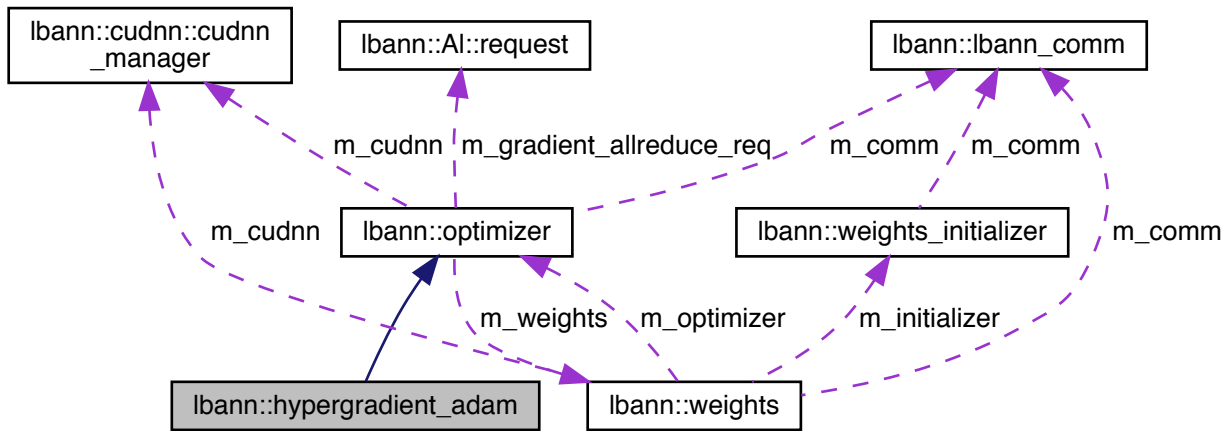 lbann::cudnn::cudnn
_manager
lbann::Al::request
lbann::lbann_comm
m_cudnn
m_gradient_allreduce_req
m_comm
m_comm
m_cudnn
lbann::optimizer
lbann::weights_initializer
m_comm
m_weights
m_optimizer
m_initializer
lbann::hypergradient_adam
lbann::weights